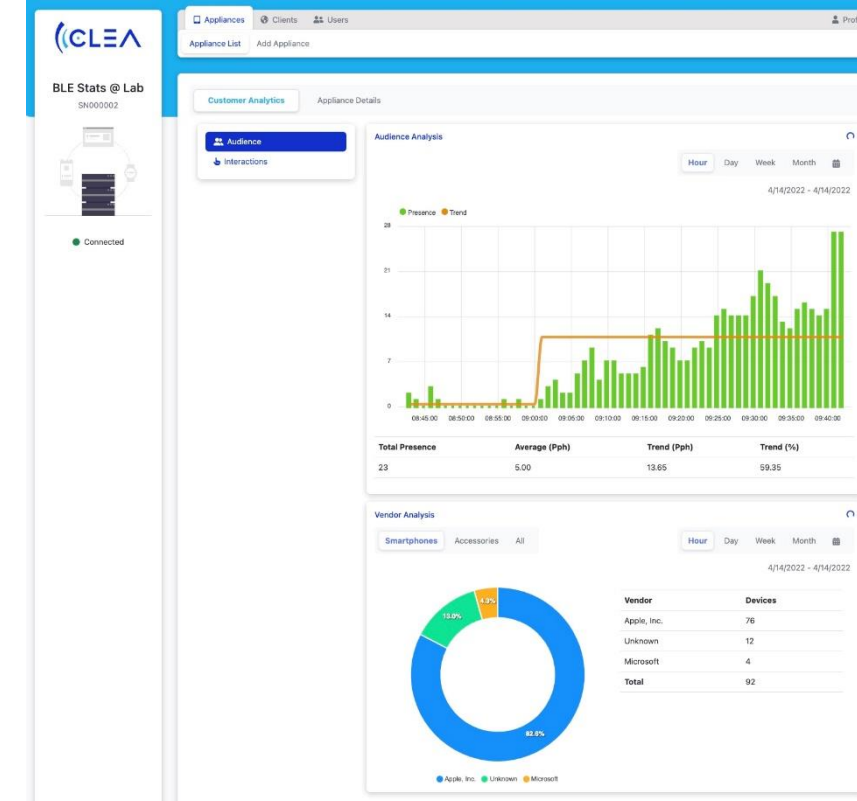 CLEA
BLE Stats @ Lab
SN000002
Connected
Appliances Clients Users
Appliance List Add Appliance
Customer Analytics Appliance Details
Audience
Interactions
Audience Analysis
Hour Day Week Month
4/14/2022 - 4/14/2022
Presence Trend
28
21
14
7
0
08:45:00 08:50:00 08:55:00 09:00:00 09:05:00 09:10:00 09:15:00 09:20:00 09:25:00 09:30:00 09:35:00 09:40:00
Total Presence Average (Pph) Trend (Pph) Trend (%)
23 5.00 13.65 59.35
Vendor Analysis
Smartphones Accessories All
Hour Day Week Month
4/14/2022 - 4/14/2022
13.0%
82.6%
Vendor Devices
Apple, Inc. 76
Unknown 12
Microsoft 4
Total 92
Apple, Inc. Unknown Microsoft